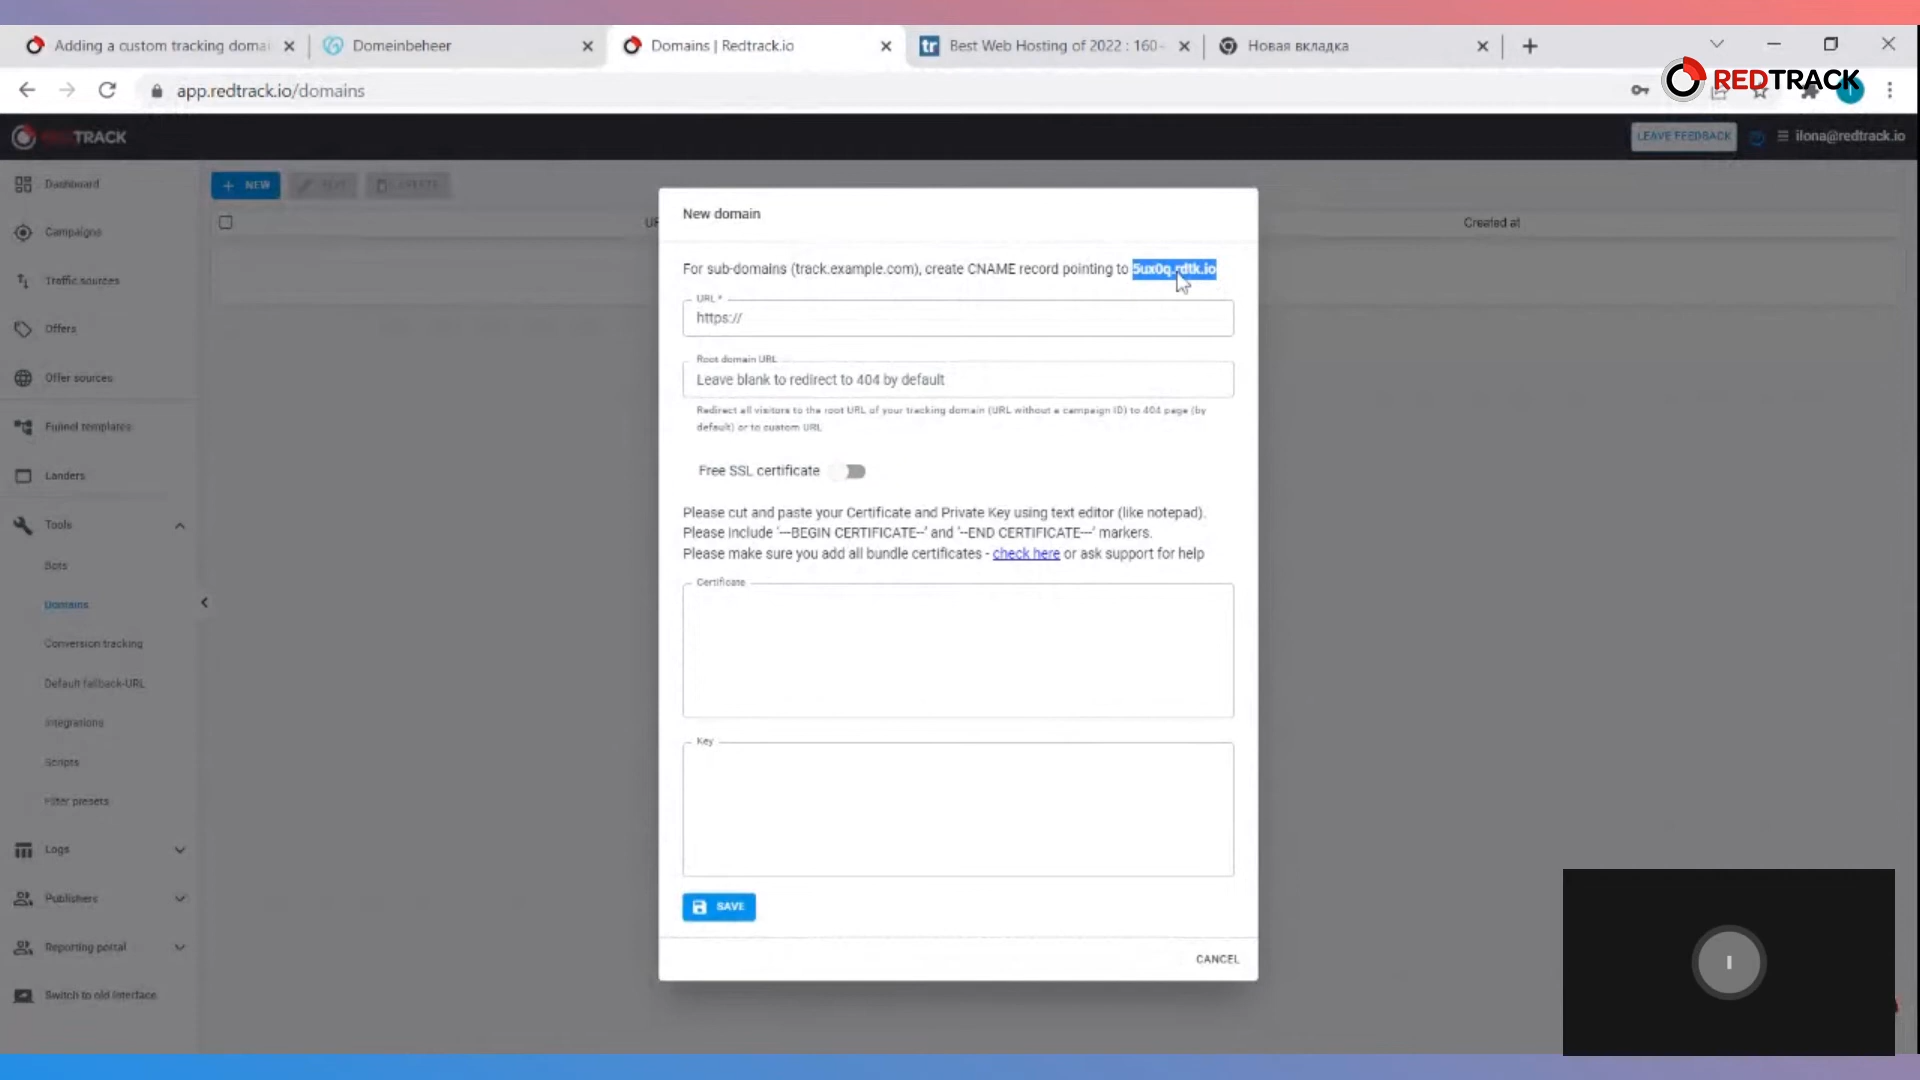 Adding a custom tracking domai
Domeinbeheer
Domains | Redtrack.io
tr
Best Web Hosting of 2022 : 160-
Новая вкладка
app.redtrack.io/domains
REDTRACK
TRACK
LEAVE FEEDBACK
ilona@redtrack.io
Dashboard
Campaigns
Traffic sources
Offers
Offer sources
Funnel templates
Landers
Tools
Bots
Domains
Conversion tracking
Default fallback-URL
Integrations
Scripts
Filter presets
Logs
Publishers
Reporting portal
Switch to old interface
NEW
Created at
New domain
For sub-domains (track.example.com), create CNAME record pointing to 5ux0q.rdtk.io
URL *
https://
Root domain URL
Leave blank to redirect to 404 by default
Redirect all visitors to the root URL of your tracking domain (URL without a campaign ID) to 404 page (by
default) or to custom URL
Free SSL certificate
Please cut and paste your Certificate and Private Key using text editor (like notepad).
Please include '---BEGIN CERTIFICATE--' and '--END CERTIFICATE---' markers.
Please make sure you add all bundle certificates - check here or ask support for help
Certificate
Key
SAVE
CANCEL
I